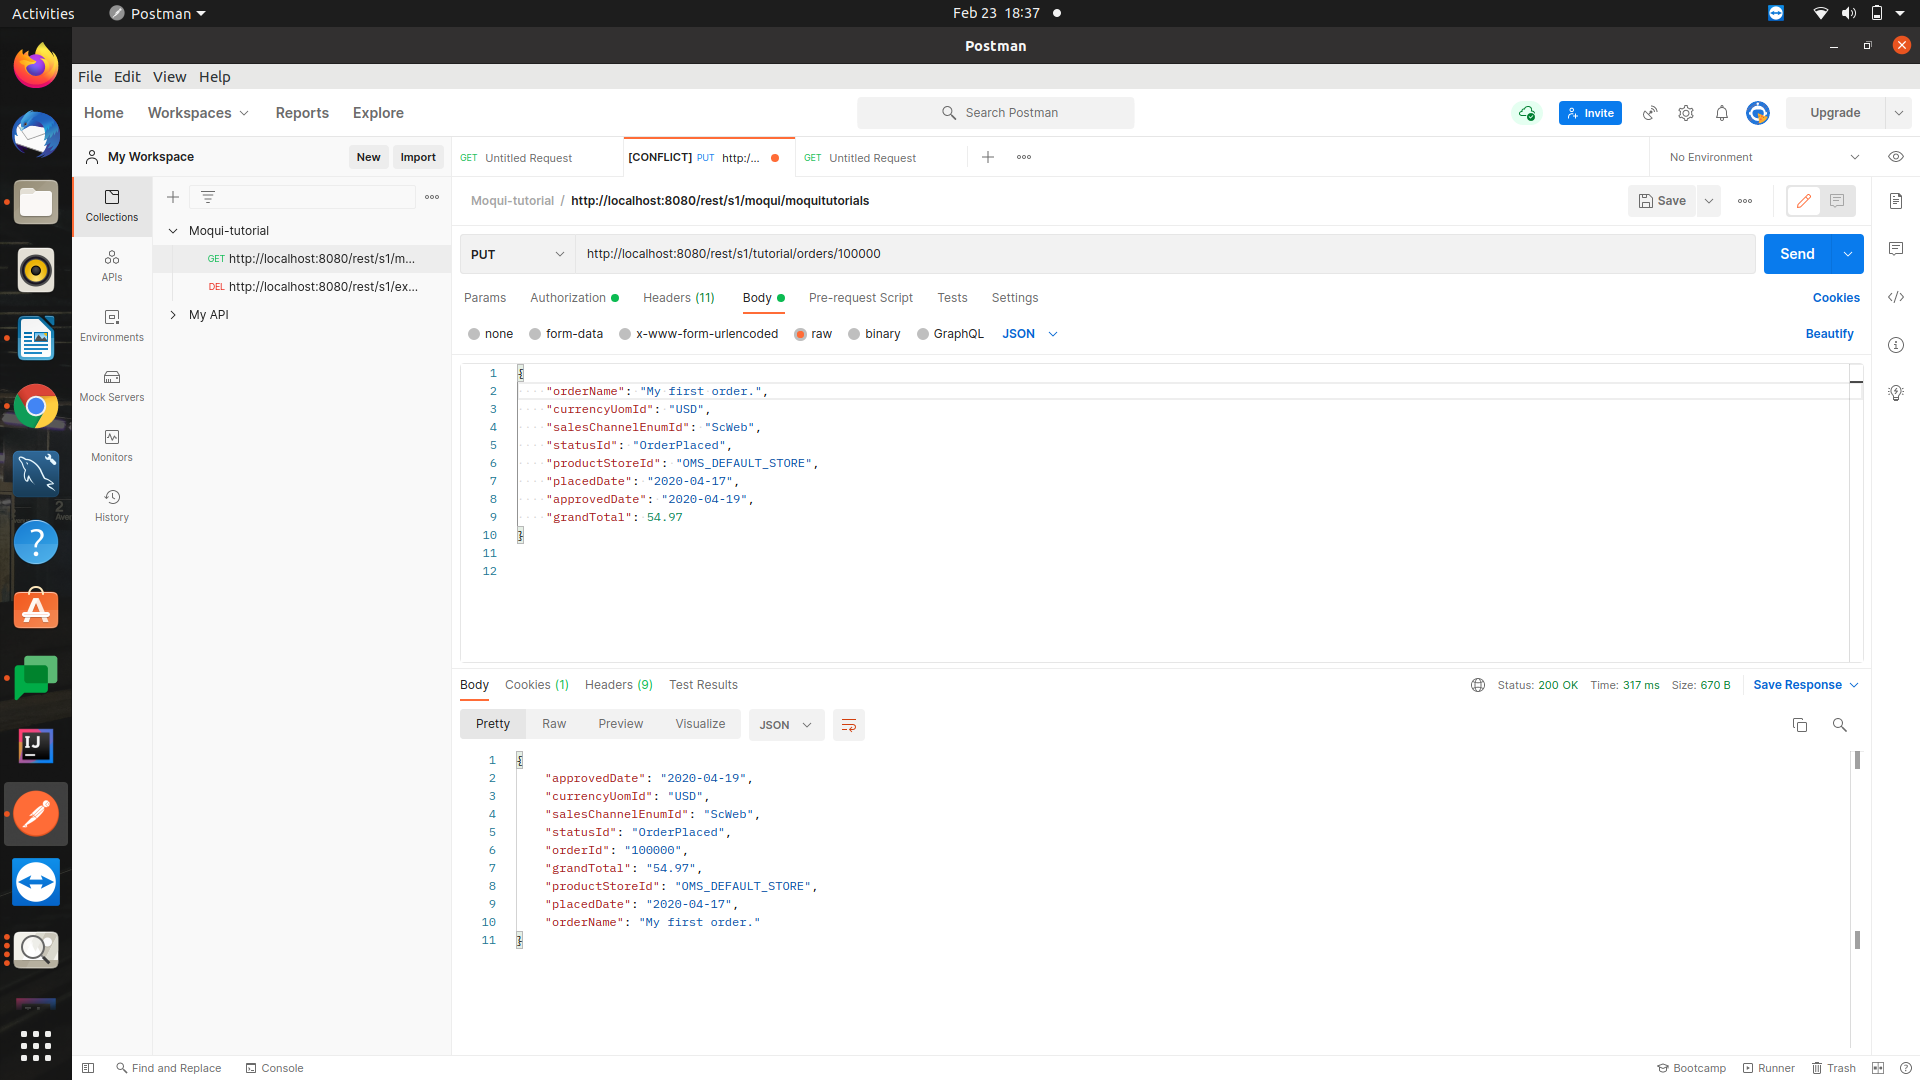 Activities
Postman
Feb 23 18:37
Postman
File Edit View Help
Home Workspaces Reports Explore
Search Postman
Invite
Upgrade
My Workspace
New
Import
GET Untitled Request
[CONFLICT] PUT http:/...
GET Untitled Request
No Environment
Collections
APIs
Environments
Mock Servers
Monitors
History
Moqui-tutorial
GET http://localhost:8080/rest/s1/m...
DEL http://localhost:8080/rest/s1/ex...
My API
Moqui-tutorial / http://localhost:8080/rest/s1/moqui/moquitutorials
Save
PUT
http://localhost:8080/rest/s1/tutorial/orders/100000
Send
Params Authorization Headers (11) Body Pre-request Script Tests Settings
Cookies
none form-data x-www-form-urlencoded raw binary GraphQL JSON
Beautify
1 {
2 "orderName": "My first order.",
3 "currencyUomId": "USD",
4 "salesChannelEnumId": "ScWeb",
5 "statusId": "OrderPlaced",
6 "productStoreId": "OMS_DEFAULT_STORE",
7 "placedDate": "2020-04-17",
8 "approvedDate": "2020-04-19",
9 "grandTotal": 54.97
10 }
11
12
Body Cookies (1) Headers (9) Test Results
Status: 200 OK Time: 317 ms Size: 670 B
Save Response
Pretty Raw Preview Visualize
JSON
1 {
2 "approvedDate": "2020-04-19",
3 "currencyUomId": "USD",
4 "salesChannelEnumId": "ScWeb",
5 "statusId": "OrderPlaced",
6 "orderId": "100000",
7 "grandTotal": "54.97",
8 "productStoreId": "OMS_DEFAULT_STORE",
9 "placedDate": "2020-04-17",
10 "orderName": "My first order."
11 }
Find and Replace
Console
Bootcamp
Runner
Trash